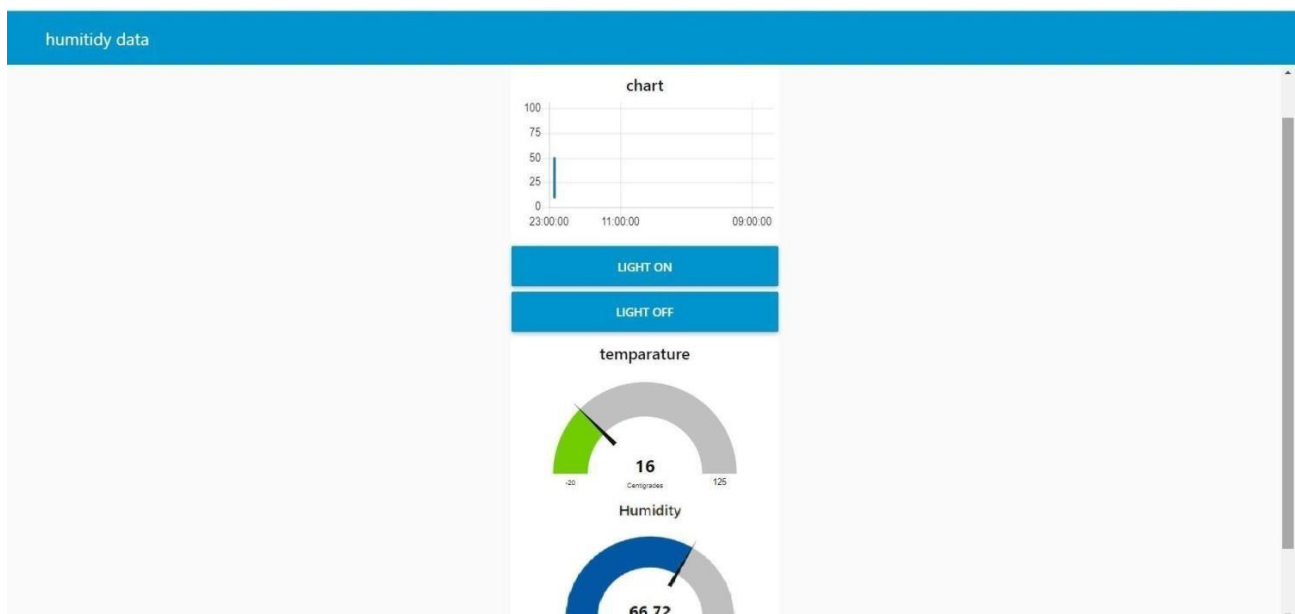 humitidy data
chart
100
75
50
25
0
23:00:00 11:00:00 09:00:00
LIGHT ON
LIGHT OFF
temparature
16
-20 Centigrades 125
Humidity
66.72